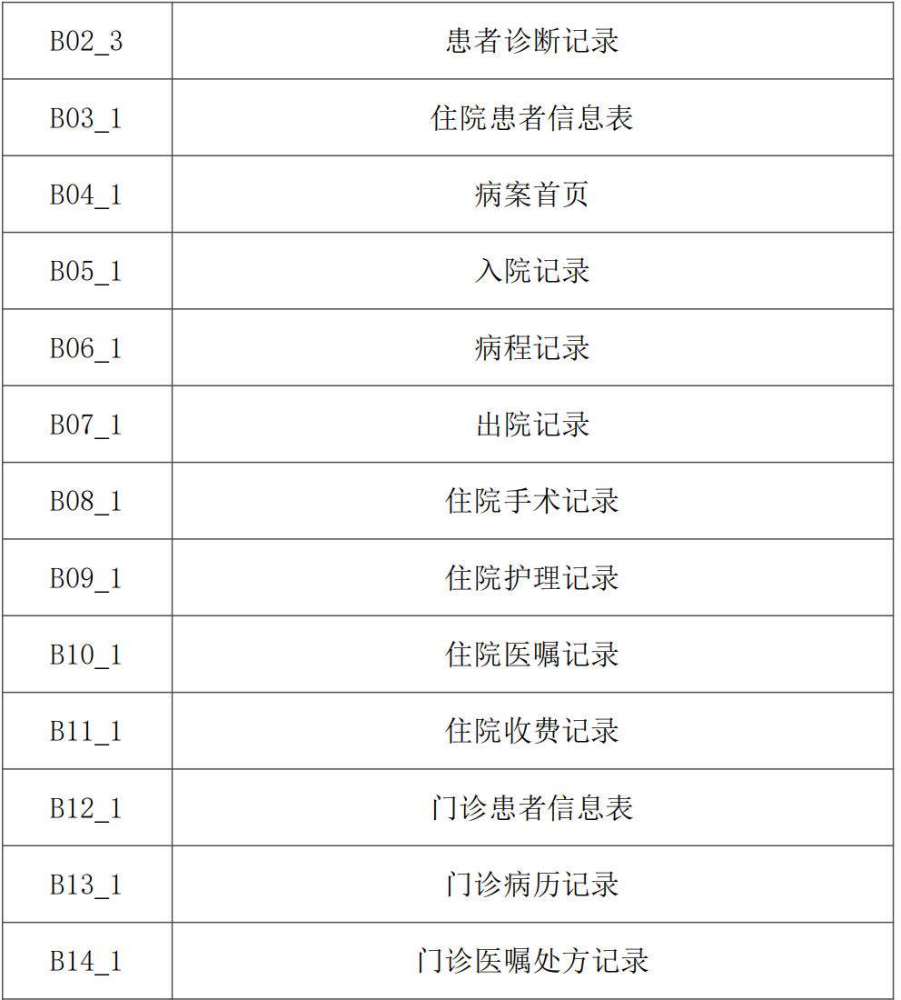 B02_3 患者诊断记录
B03_1 住院患者信息表
B04_1 病案首页
B05_1 入院记录
B06_1 病程记录
B07_1 出院记录
B08_1 住院手术记录
B09_1 住院护理记录
B10_1 住院医嘱记录
B11_1 住院收费记录
B12_1 门诊患者信息表
B13_1 门诊病历记录
B14_1 门诊医嘱处方记录